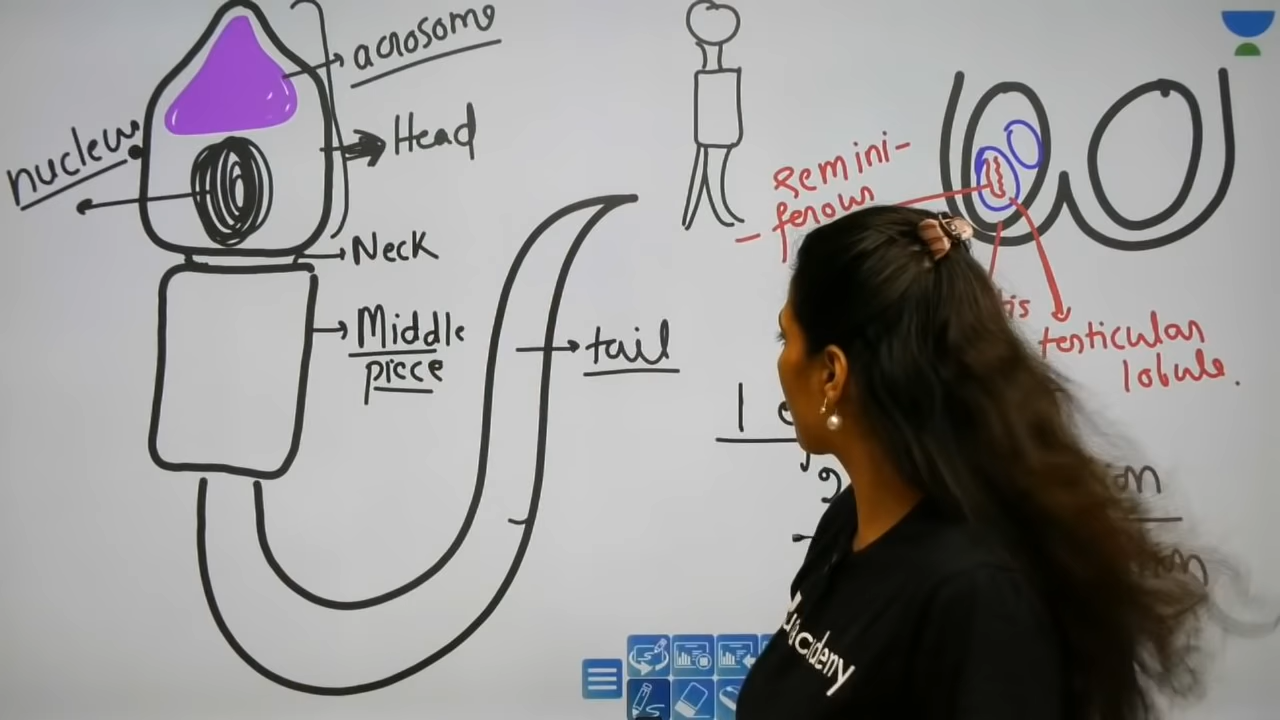 acrosome
nucleus
Head
Neck
Middle
piece
tail
Semini-
-ferous
testicular
lobule.